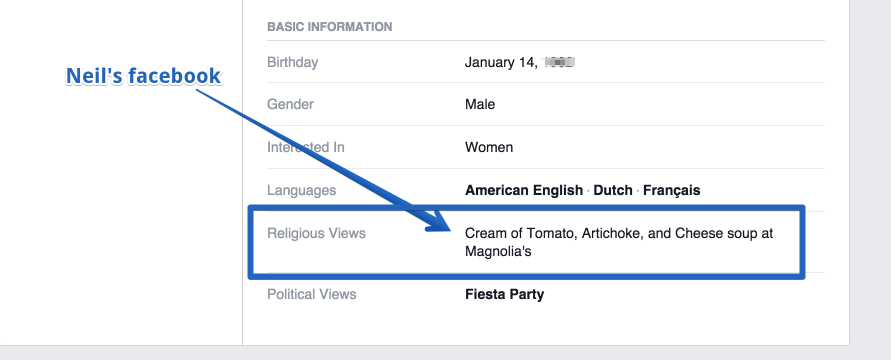 BASIC INFORMATION
Birthday January 14,
Neil's facebook
Gender Male
Interested In Women
Languages American English · Dutch · Français
Religious Views Cream of Tomato, Artichoke, and Cheese soup at
Magnolia's
Political Views Fiesta Party